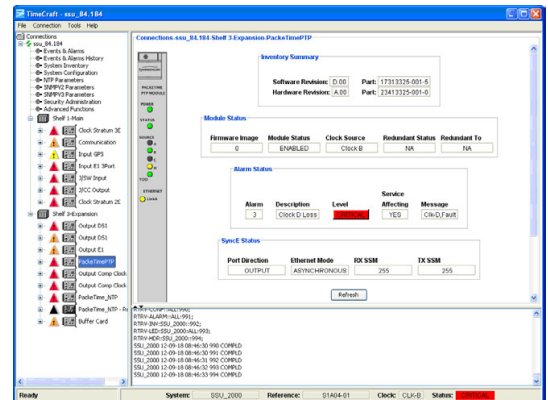 TimeCraft - ssu_84.184
File Connection Tools Help
Connections
ssu_84.184
Events & Alarms
Events & Alarms History
System Inventory
System Configuration
NTP Parameters
SNMPV2 Parameters
SNMPV3 Parameters
Security Administration
Advanced Functions
Shelf 1-Main
Clock Stratum 3E
Communication
Input GPS
Input E1 3Port
JJSW Input
JJCC Output
Clock Stratum 2E
Output DS1
Output DS1
Output E1
PackeTimePTP
Output Comp Clock
Output Comp Clock
PackeTime_NTP
PackeTime_NTP
Buffer Card
Connections-ssu_84.184-Shelf 3-Expansion-PackeTimePTP
PACKETIME
PTP MODULE
POWER
STATUS
SOURCE
A
B
C
D
TOD
ETHERNET
Inventory Summary
Software Revision: D.00 Part: 17313325-001-5
Hardware Revision: A.00 Part: 23413325-001-0
Module Status
Firmware Image Module Status Clock Source Redundant Status Redundant To
0 ENABLED Clock B NA NA
Alarm Status
Alarm Description Level Service Affecting Message
3 Clock D Loss CRITICAL YES Clk-D,Fault
SyncE Status
Port Direction Ethernet Mode RX SSM TX SSM
OUTPUT ASYNCHRONOUS 255 255
Refresh
RTRV-ALARM::ALL:991;
RTRV-INV:SSU_2000::992;
RTRV-LED:SSU_2000:ALL:993;
RTRV-HDR:SSU_2000::994;
SSU_2000 12-09-18 08:46:30 990 COMPLD
SSU_2000 12-09-18 08:46:30 991 COMPLD
SSU_2000 12-09-18 08:46:31 992 COMPLD
SSU_2000 12-09-18 08:46:32 993 COMPLD
SSU_2000 12-09-18 08:46:33 994 COMPLD
Ready System: SSU_2000 Reference: S1A04-01 Clock: CLK-B Status: CRITICAL